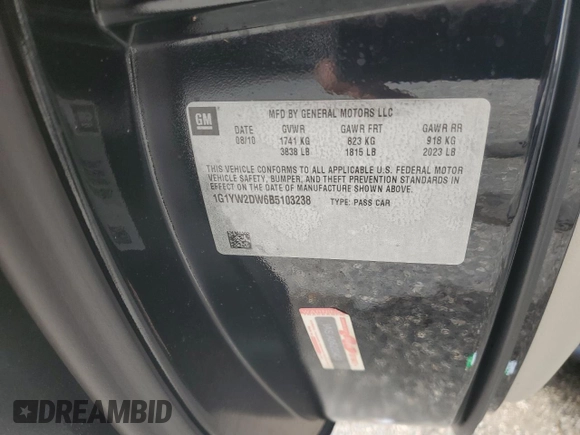 GM
MFD BY GENERAL MOTORS LLC
DATE GVWR GAWR FRT GAWR RR
08/10 1741 KG 823 KG 918 KG
3838 LB 1815 LB 2023 LB
THIS VEHICLE CONFORMS TO ALL APPLICABLE U.S. FEDERAL MOTOR
VEHICLE SAFETY, BUMPER, AND THEFT PREVENTION STANDARDS IN
EFFECT ON THE DATE OF MANUFACTURE SHOWN ABOVE.
1G1YW2DW6B5103238 TYPE: PASS CAR
DREAMBID